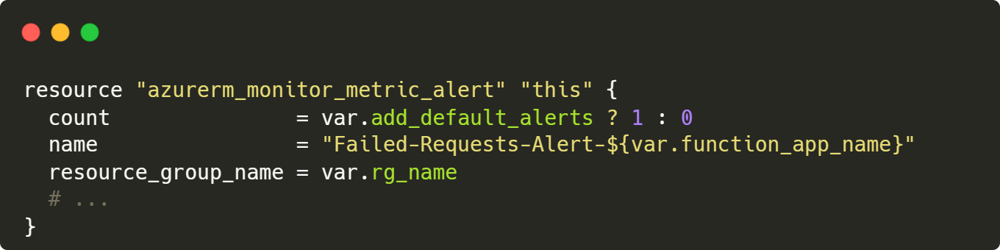 resource "azurerm_monitor_metric_alert" "this" {
  count               = var.add_default_alerts ? 1 : 0
  name                = "Failed-Requests-Alert-${var.function_app_name}"
  resource_group_name = var.rg_name
  # ...
}